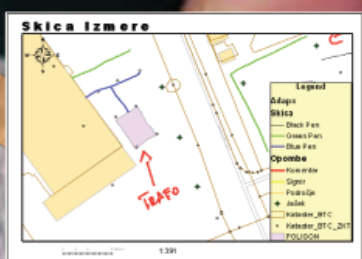 Skica Izmere
Legend
Adapx
Skica
Black Pen
Green Pen
Blue Pen
Opombe
Komentar
Signir
Področje
Jašek
Kataster_BTC
Kataster_BTC_ZHT
POLIGON
TRAFO
1:391